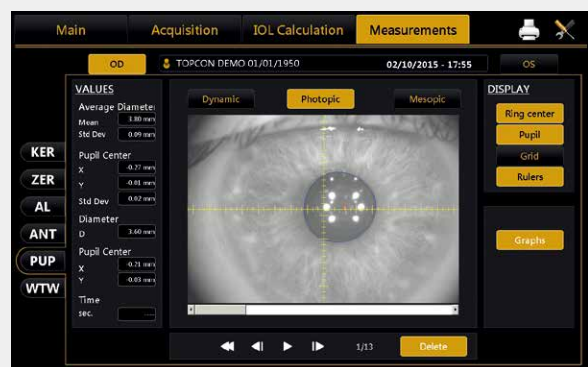 Main Acquisition IOL Calculation Measurements
OD TOPCON DEMO 01/01/1950 02/10/2015 - 17:55 OS
VALUES
Average Diameter
Mean 3.80 mm
Std Dev 0.09 mm
Pupil Center
X -0.27 mm
Y -0.01 mm
Std Dev 0.02 mm
Diameter
D 3.60 mm
Pupil Center
X -0.21 mm
Y -0.03 mm
Time
sec.
KER
ZER
AL
ANT
PUP
WTW
Dynamic Photopic Mesopic
DISPLAY
Ring center
Pupil
Grid
Rulers
Graphs
1/13 Delete